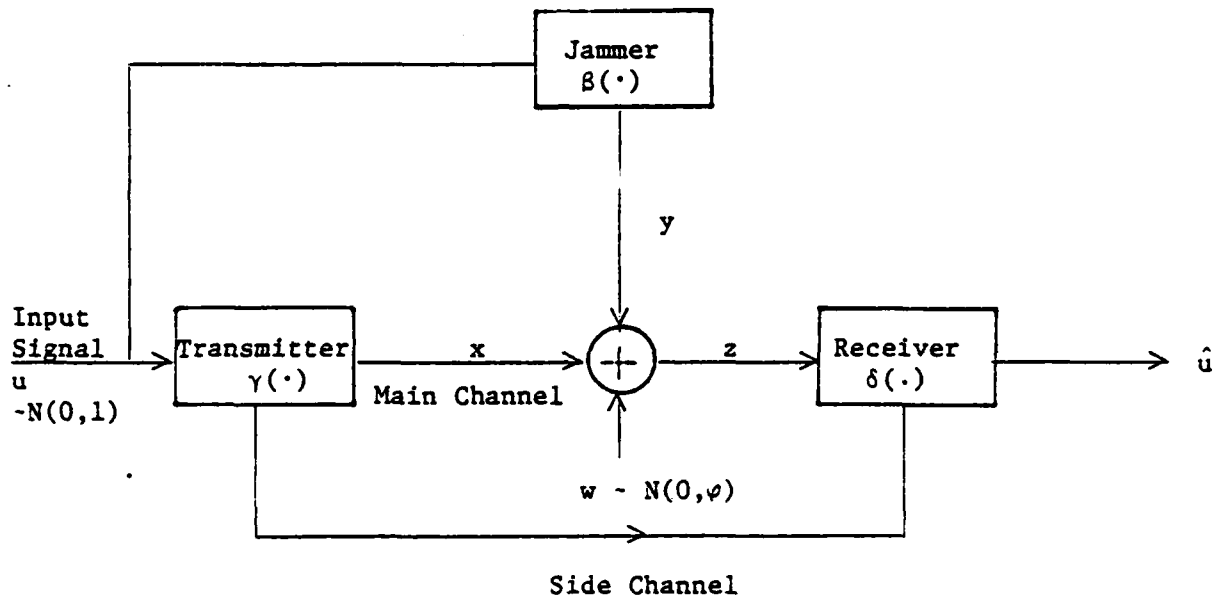 Jammer
β(·)
y
Input
Signal
u
~N(0,1)
Transmitter
γ(·)
x
Main Channel
z
Receiver
δ(.)
û
w ~ N(0,φ)
Side Channel